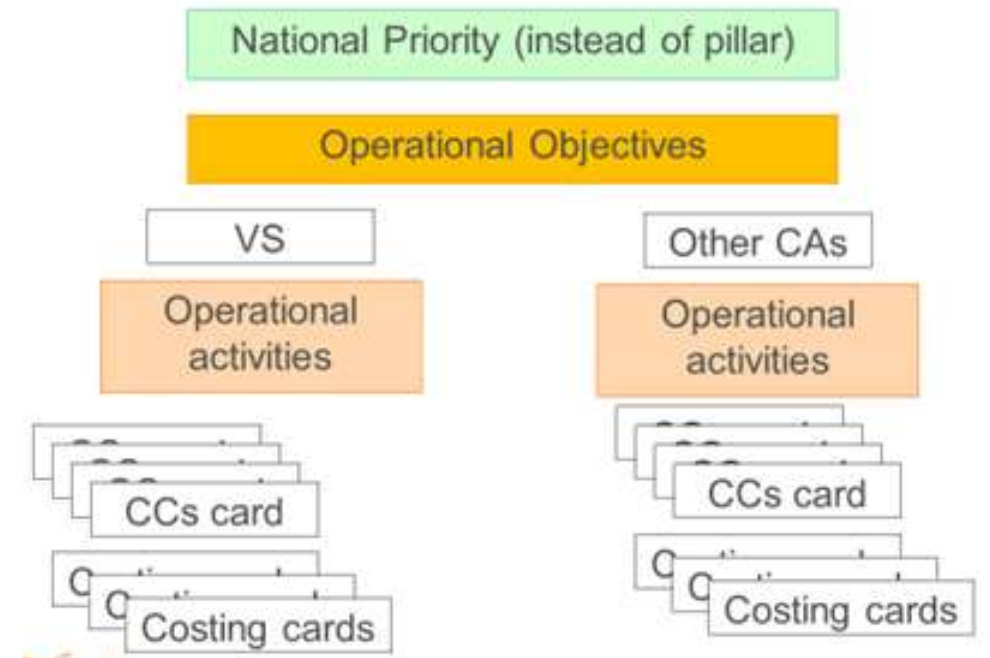 National Priority (instead of pillar)
Operational Objectives
VS
Other CAs
Operational
activities
Operational
activities
CCs card
CCs card
Costing cards
Costing cards